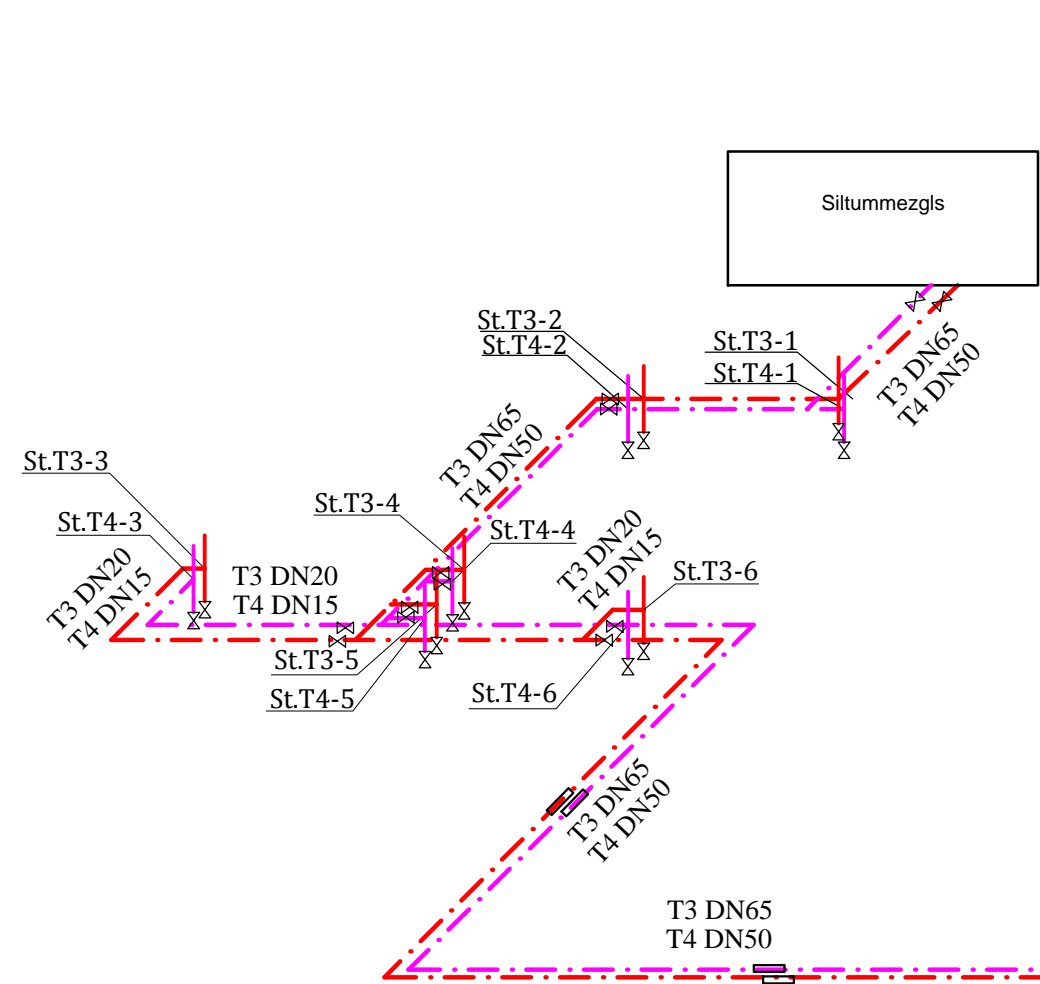 Siltummezgls
St.T3-2
St.T4-2
St.T3-1
St.T4-1
T3 DN65
T4 DN50
T3 DN65
T4 DN50
St.T3-3
St.T4-3
St.T3-4
St.T4-4
T3 DN20
T4 DN15
T3 DN20
T4 DN15
T3 DN20
T4 DN15
St.T3-6
St.T3-5
St.T4-5
St.T4-6
T3 DN65
T4 DN50
T3 DN65
T4 DN50